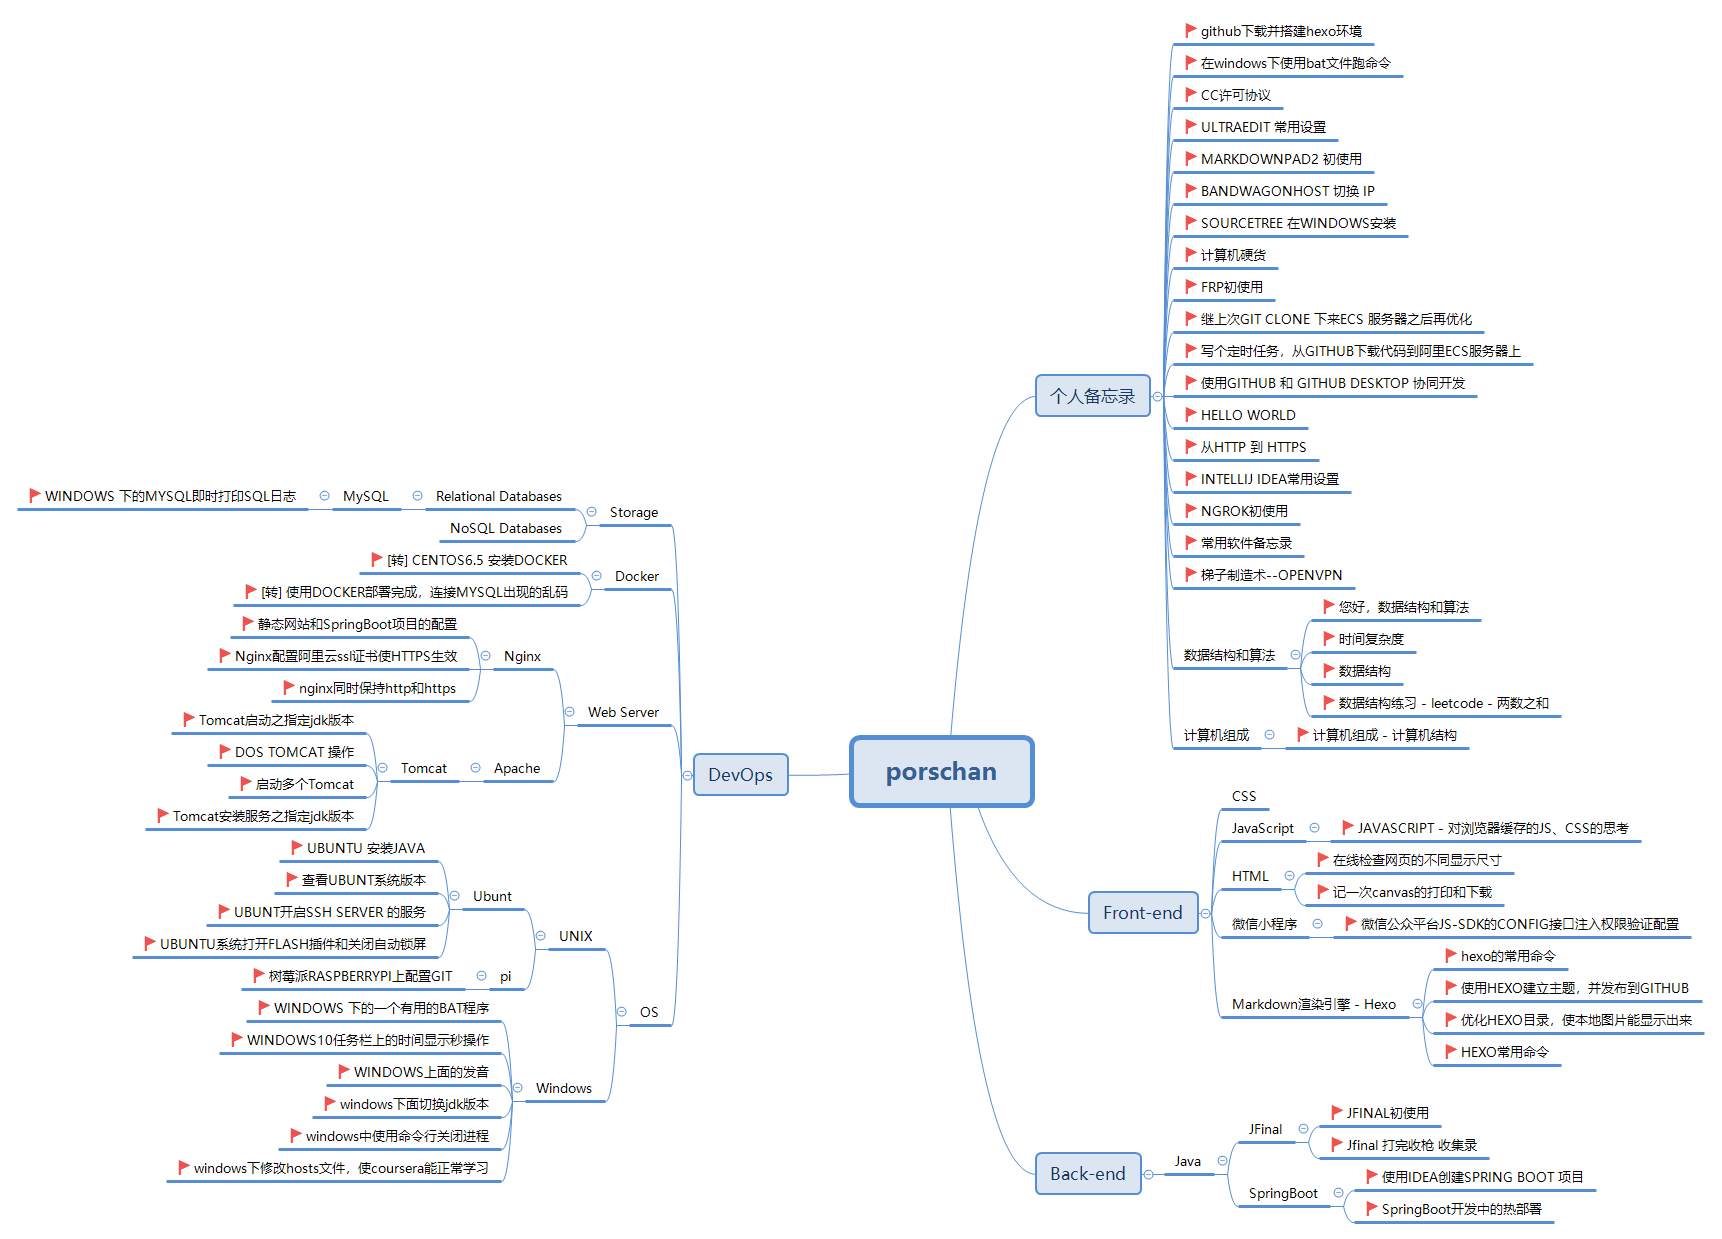 porschan
个人备忘录
github下载并搭建hexo环境
在windows下使用bat文件跑命令
CC许可协议
ULTRAEDIT 常用设置
MARKDOWNPAD2 初使用
BANDWAGONHOST 切换 IP
SOURCETREE 在WINDOWS安装
计算机硬货
FRP初使用
继上次GIT CLONE 下来ECS 服务器之后再优化
写个定时任务，从GITHUB下载代码到阿里ECS服务器上
使用GITHUB 和 GITHUB DESKTOP 协同开发
HELLO WORLD
从HTTP 到 HTTPS
INTELLIJ IDEA常用设置
NGROK初使用
常用软件备忘录
梯子制造术--OPENVPN
数据结构和算法
您好，数据结构和算法
时间复杂度
数据结构
数据结构练习 - leetcode - 两数之和
计算机组成
计算机组成 - 计算机结构
Front-end
CSS
JavaScript
JAVASCRIPT - 对浏览器缓存的JS、CSS的思考
HTML
在线检查网页的不同显示尺寸
记一次canvas的打印和下载
微信小程序
微信公众平台JS-SDK的CONFIG接口注入权限验证配置
Markdown渲染引擎 - Hexo
hexo的常用命令
使用HEXO建立主题，并发布到GITHUB
优化HEXO目录，使本地图片能显示出来
HEXO常用命令
Back-end
Java
JFinal
JFINAL初使用
Jfinal 打完收枪 收集录
SpringBoot
使用IDEA创建SPRING BOOT 项目
SpringBoot开发中的热部署
DevOps
Storage
Relational Databases
MySQL
WINDOWS 下的MYSQL即时打印SQL日志
NoSQL Databases
Docker
[转] CENTOS6.5 安装DOCKER
[转] 使用DOCKER部署完成，连接MYSQL出现的乱码
Web Server
Nginx
静态网站和SpringBoot项目的配置
Nginx配置阿里云ssl证书使HTTPS生效
nginx同时保持http和https
Apache
Tomcat
Tomcat启动之指定jdk版本
DOS TOMCAT 操作
启动多个Tomcat
Tomcat安装服务之指定jdk版本
OS
UNIX
Ubunt
UBUNTU 安装JAVA
查看UBUNT系统版本
UBUNT开启SSH SERVER 的服务
UBUNTU系统打开FLASH插件和关闭自动锁屏
pi
树莓派RASPBERRYPI上配置GIT
Windows
WINDOWS 下的一个有用的BAT程序
WINDOWS10任务栏上的时间显示秒操作
WINDOWS上面的发音
windows下面切换jdk版本
windows中使用命令行关闭进程
windows下修改hosts文件，使coursera能正常学习